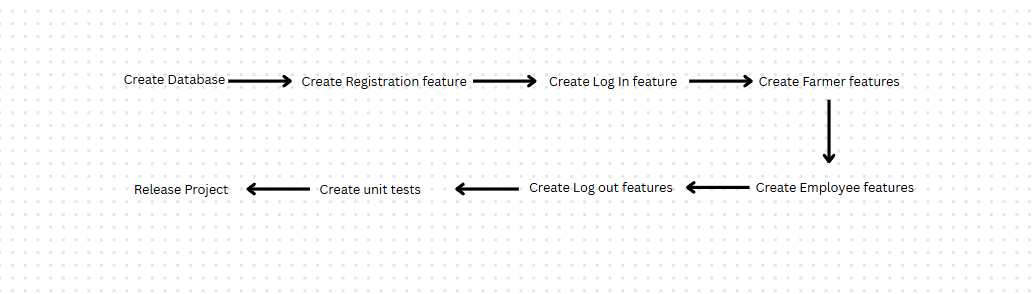 Create Database
Create Registration feature
Create Log In feature
Create Farmer features
Create Employee features
Create Log out features
Create unit tests
Release Project